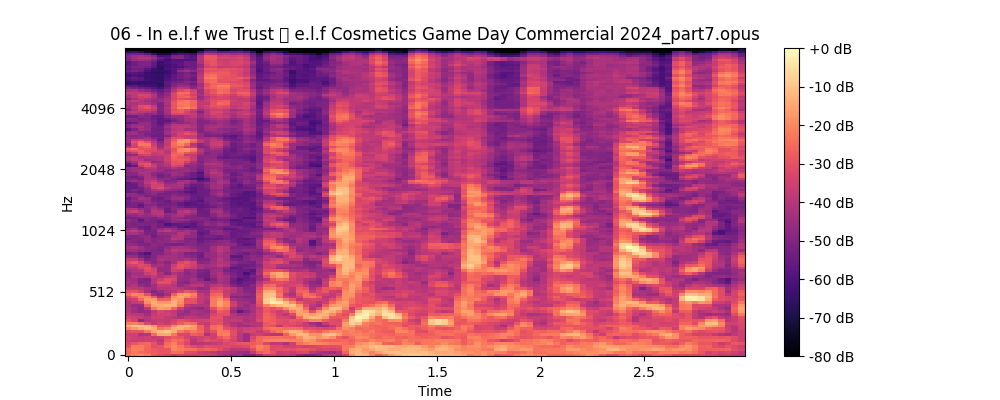 06 - In e.l.f we Trust ▯ e.l.f Cosmetics Game Day Commercial 2024_part7.opus
+0 dB
-10 dB
-20 dB
-30 dB
-40 dB
-50 dB
-60 dB
-70 dB
-80 dB
Hz
4096
2048
1024
512
0
0
0.5
1
1.5
2
2.5
Time